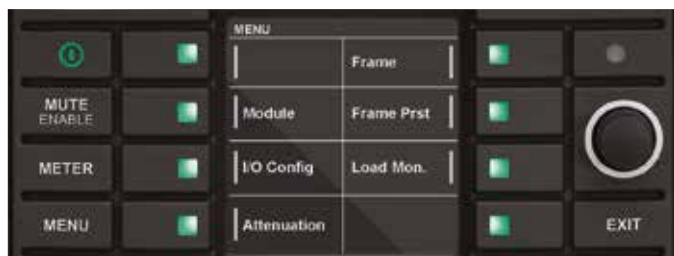 MENU
Frame
MUTE
ENABLE
Module
Frame Prst
METER
I/O Config
Load Mon.
MENU
Attenuation
EXIT